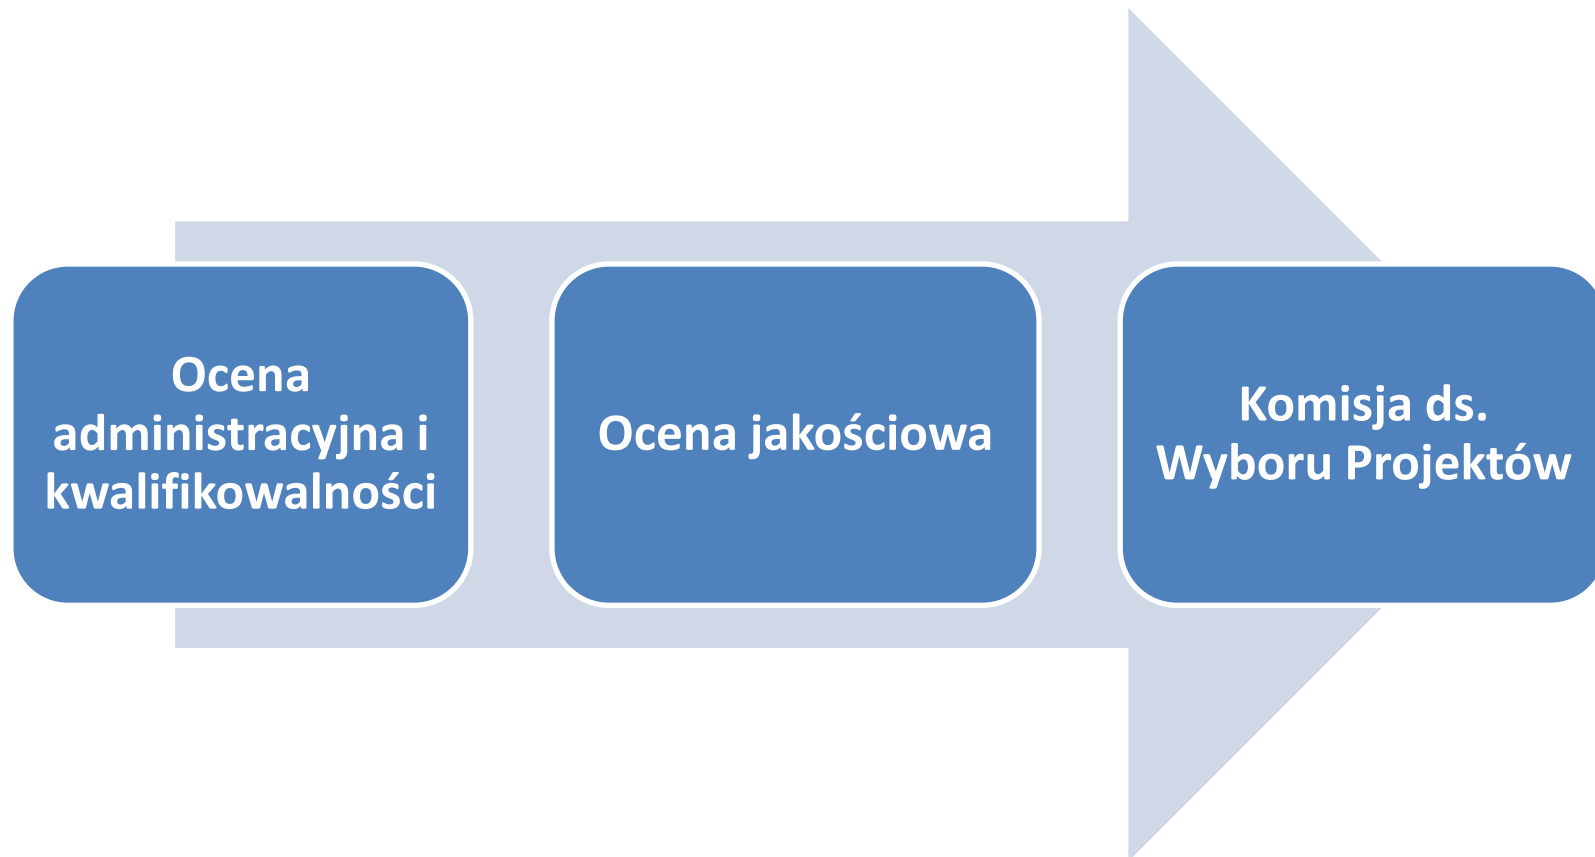 Ocena
administracyjna i
kwalifikowalności
Ocena jakościowa
Komisja ds.
Wyboru Projektów